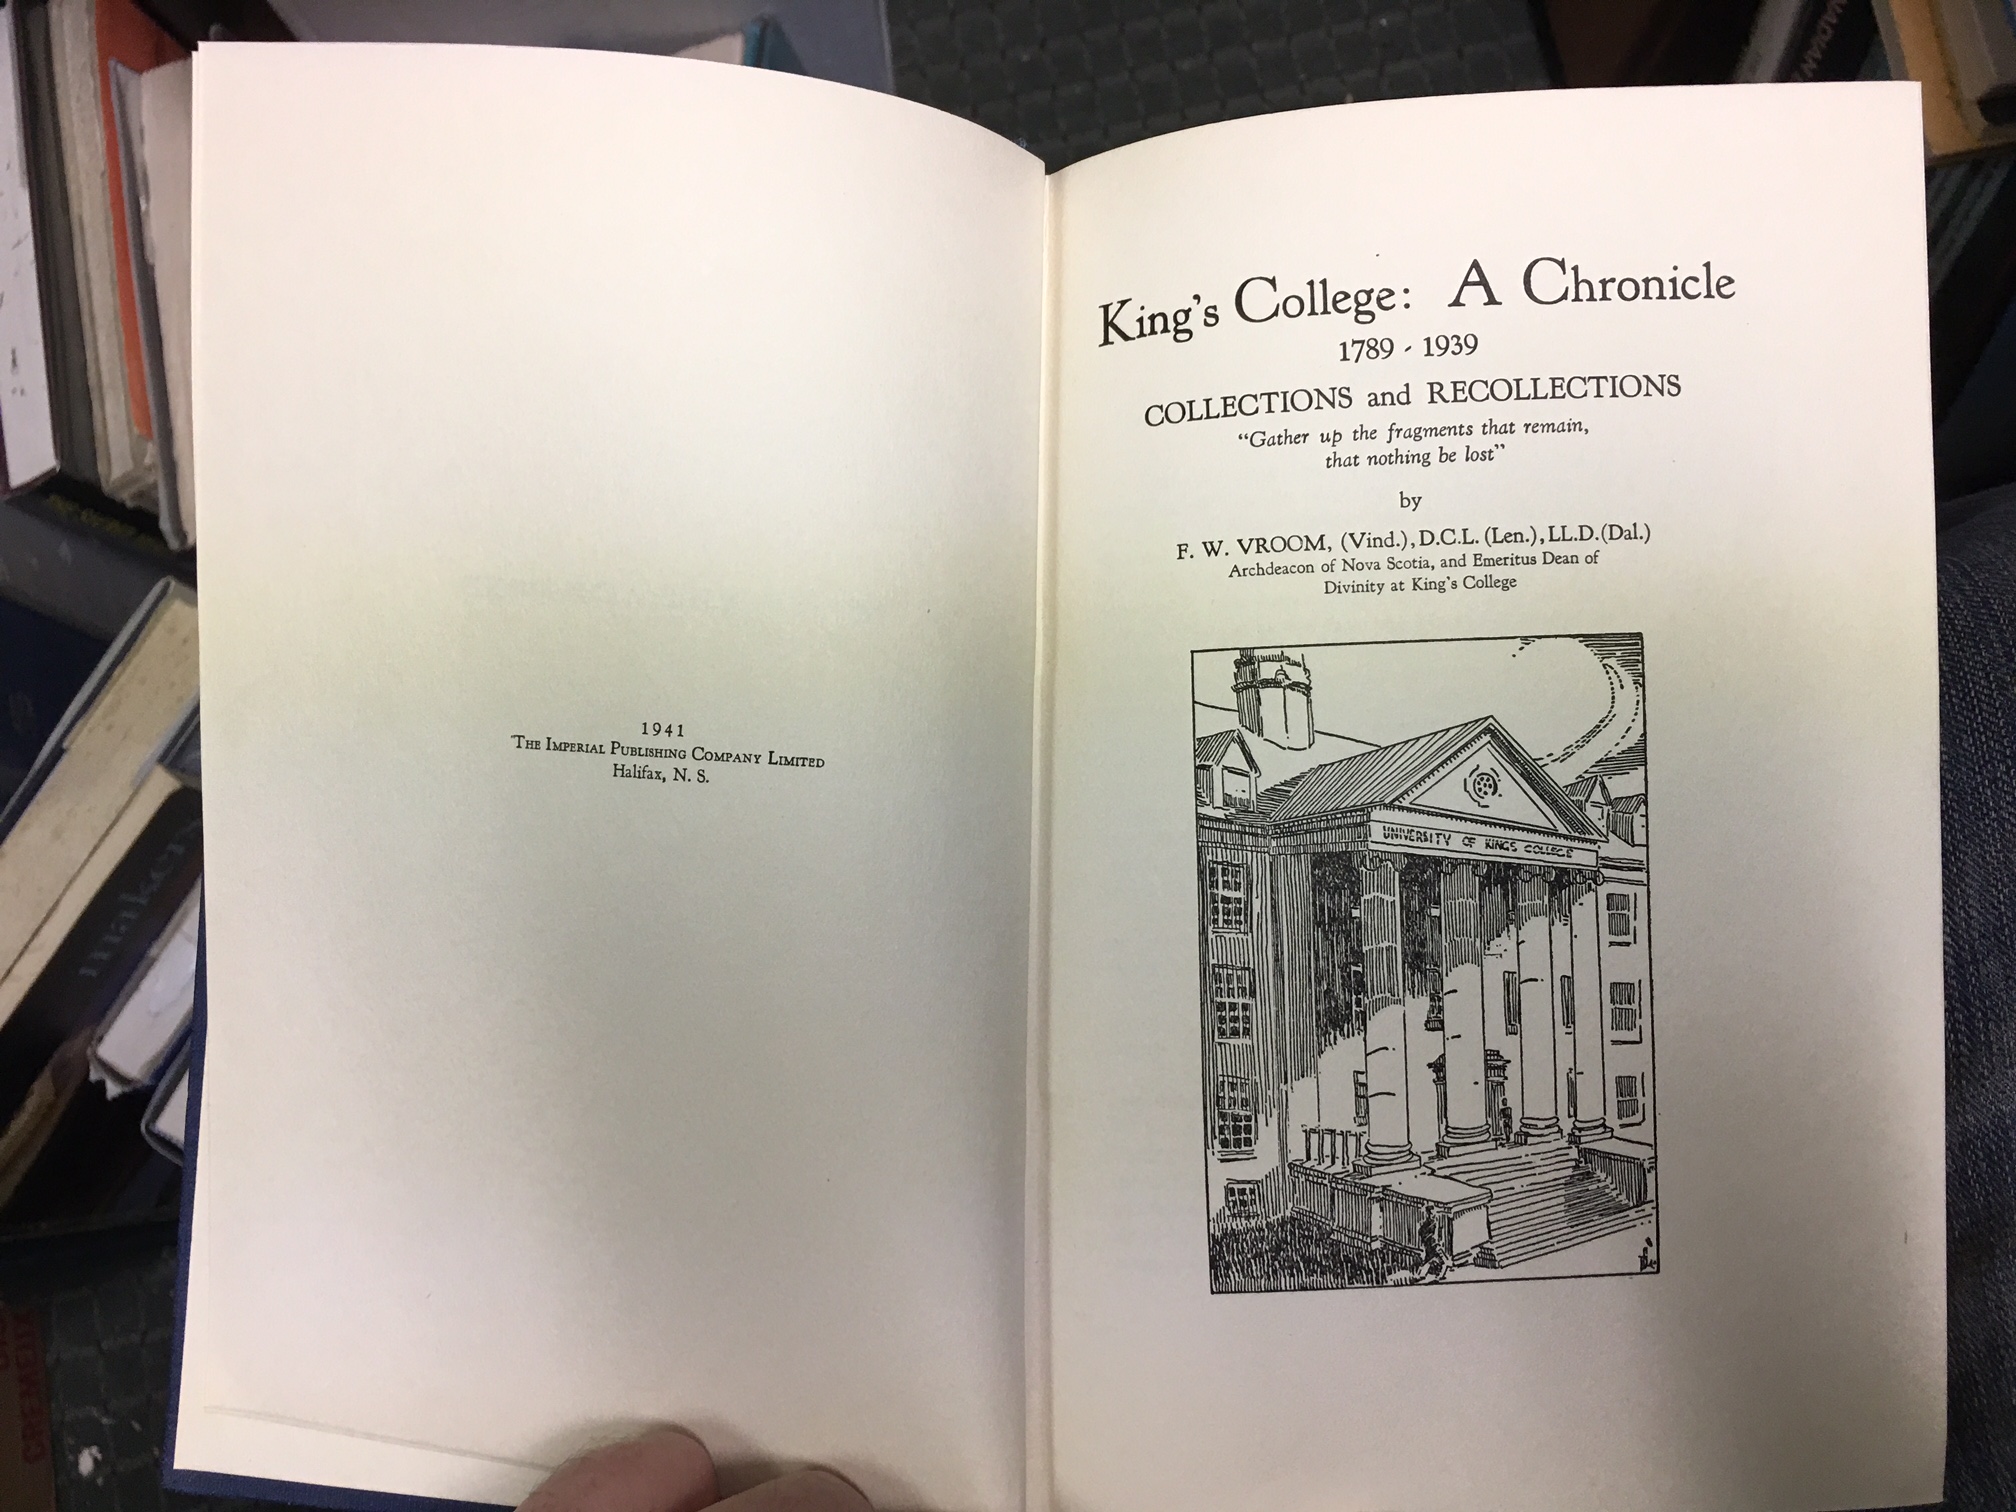 1941
The Imperial Publishing Company Limited
Halifax, N. S.
King's College: A Chronicle
1789 - 1939
COLLECTIONS and RECOLLECTIONS
"Gather up the fragments that remain,
that nothing be lost"
by
F. W. VROOM, (Vind.), D.C.L. (Len.), LL.D.(Dal.)
Archdeacon of Nova Scotia, and Emeritus Dean of
Divinity at King's College
UNIVERSITY OF KINGS COLLEGE
maker